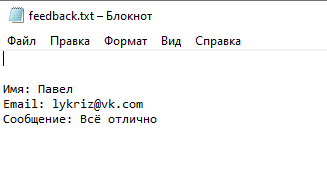 feedback.txt – Блокнот
Файл Правка Формат Вид Справка
Имя: Павел
Email: lykriz@vk.com
Сообщение: Всё отлично